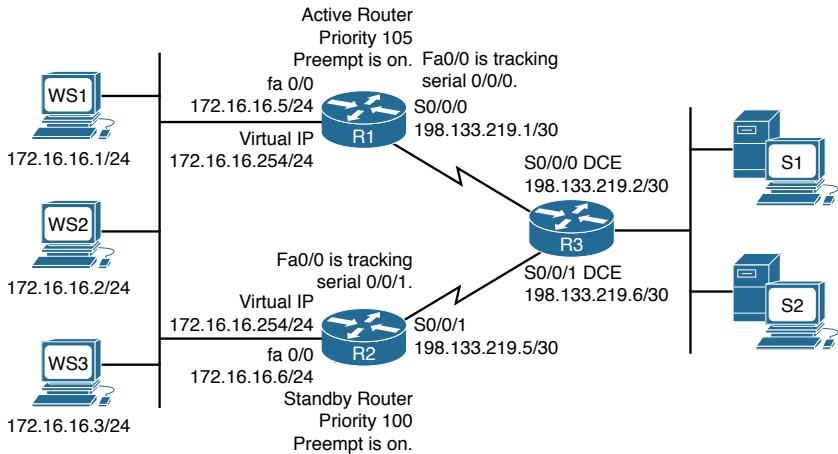 Active Router
Priority 105
Preempt is on.
Fa0/0 is tracking
serial 0/0/0.
WS1
172.16.16.1/24
fa 0/0
172.16.16.5/24
Virtual IP
172.16.16.254/24
R1
S0/0/0
198.133.219.1/30
S0/0/0 DCE
198.133.219.2/30
S1
WS2
172.16.16.2/24
R3
Fa0/0 is tracking
serial 0/0/1.
S0/0/1 DCE
198.133.219.6/30
Virtual IP
172.16.16.254/24
R2
S0/0/1
198.133.219.5/30
S2
fa 0/0
172.16.16.6/24
WS3
172.16.16.3/24
Standby Router
Priority 100
Preempt is on.